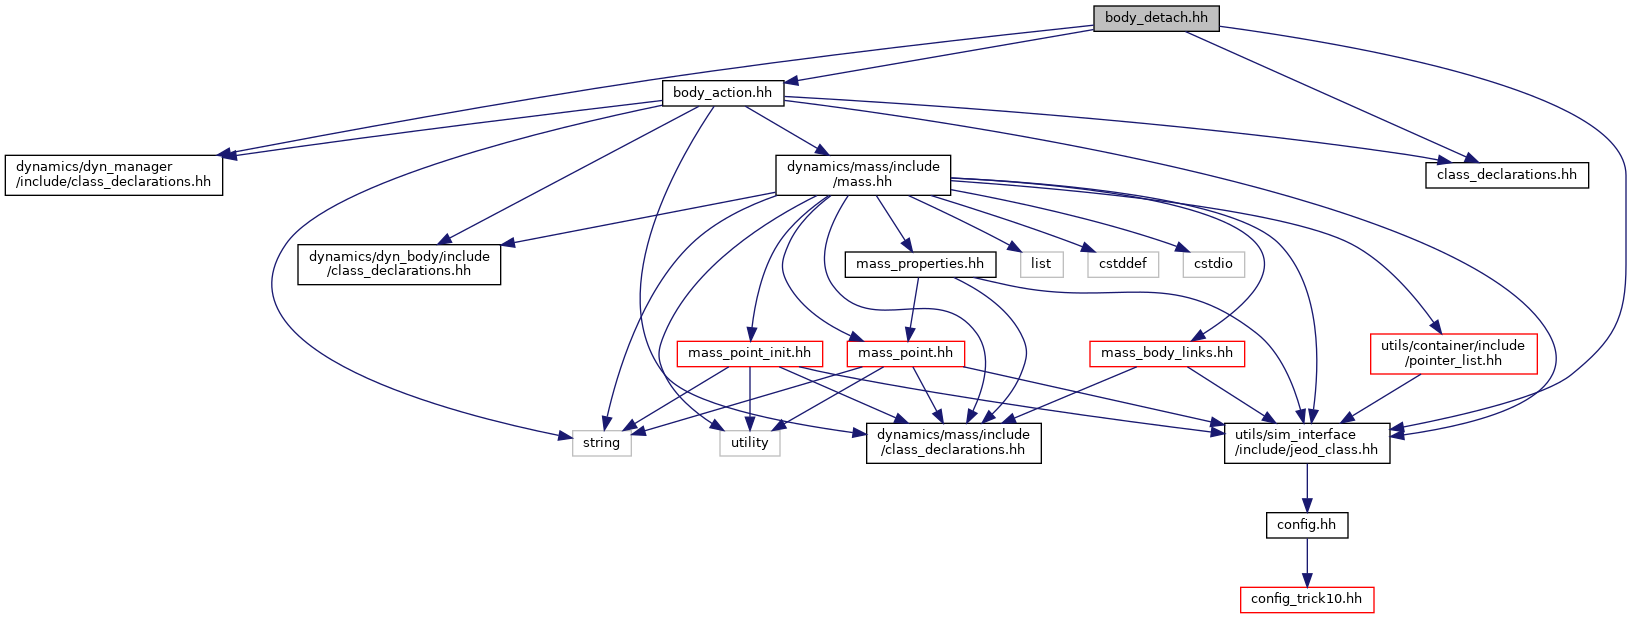 body_detach.hh
body_action.hh
dynamics/dyn_manager
/include/class_declarations.hh
dynamics/mass/include
/mass.hh
class_declarations.hh
dynamics/dyn_body/include
/class_declarations.hh
mass_properties.hh
list
cstddef
cstdio
mass_point_init.hh
mass_point.hh
mass_body_links.hh
utils/container/include
/pointer_list.hh
string
utility
dynamics/mass/include
/class_declarations.hh
utils/sim_interface
/include/jeod_class.hh
config.hh
config_trick10.hh